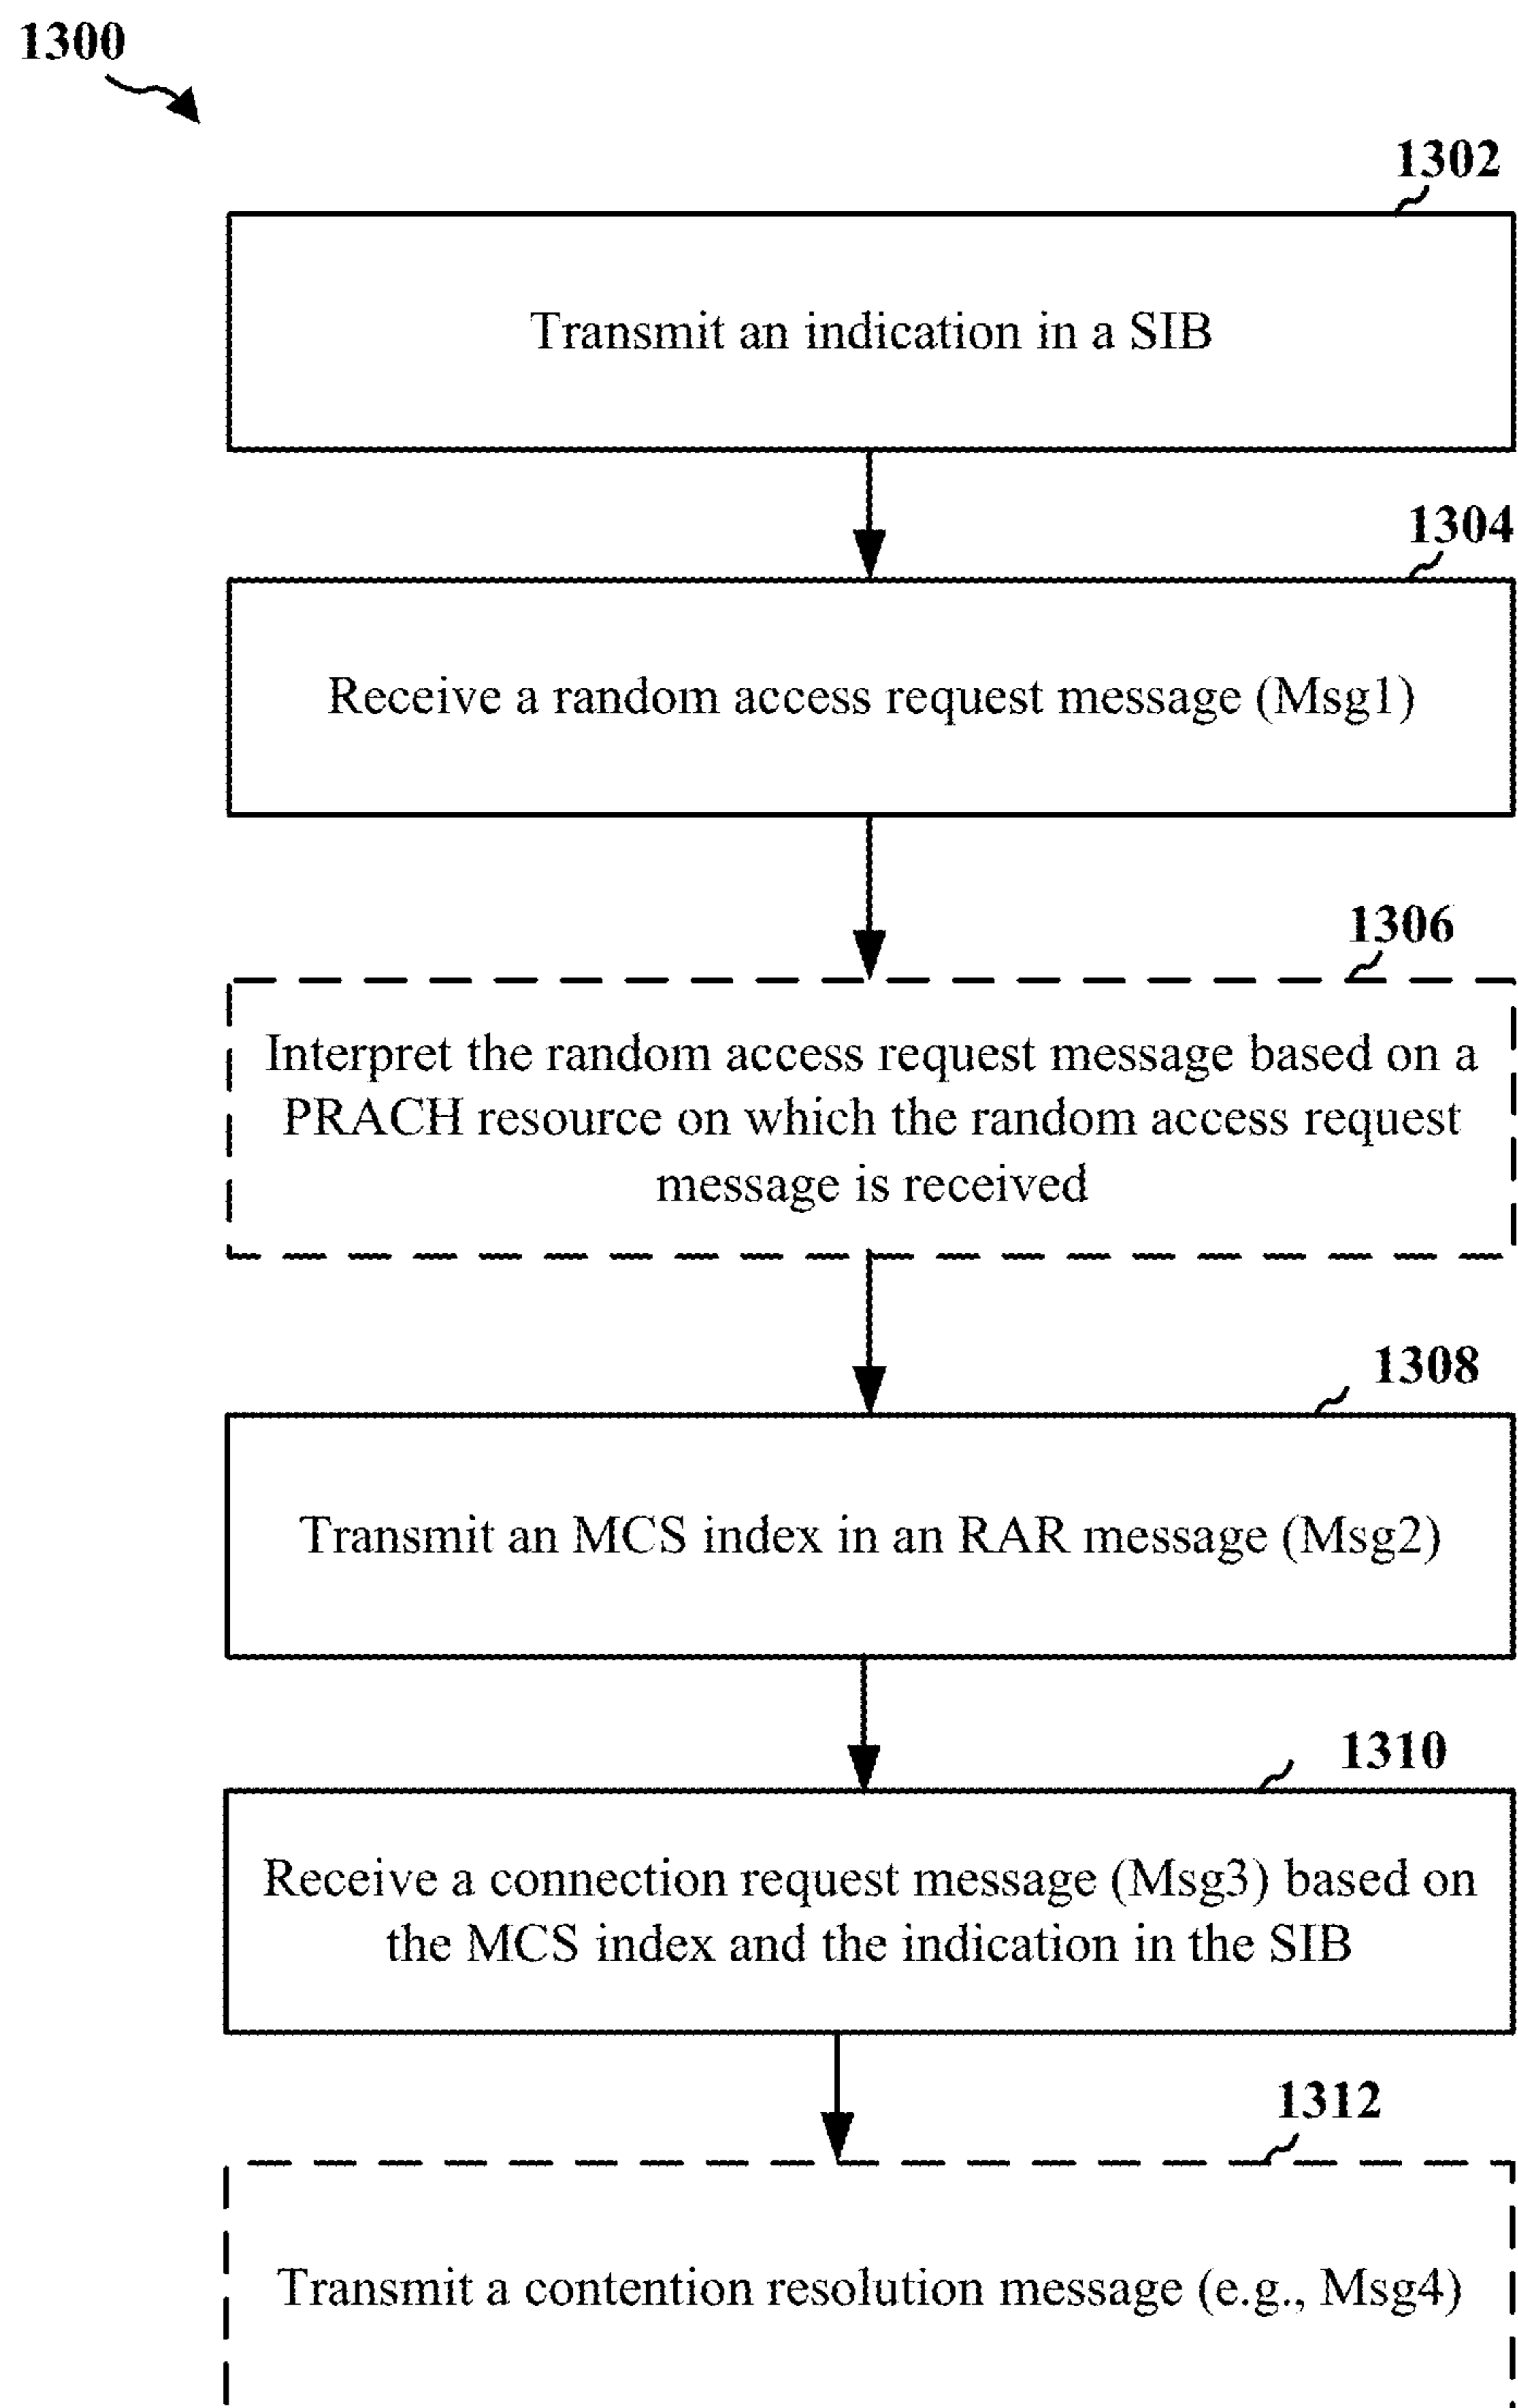 1300
1302
Transmit an indication in a SIB
1304
Receive a random access request message (Msg1)
1306
Interpret the random access request message based on a
PRACH resource on which the random access request
message is received
1308
Transmit an MCS index in an RAR message (Msg2)
1310
Receive a connection request message (Msg3) based on
the MCS index and the indication in the SIB
1312
Transmit a contention resolution message (e.g., Msg4)